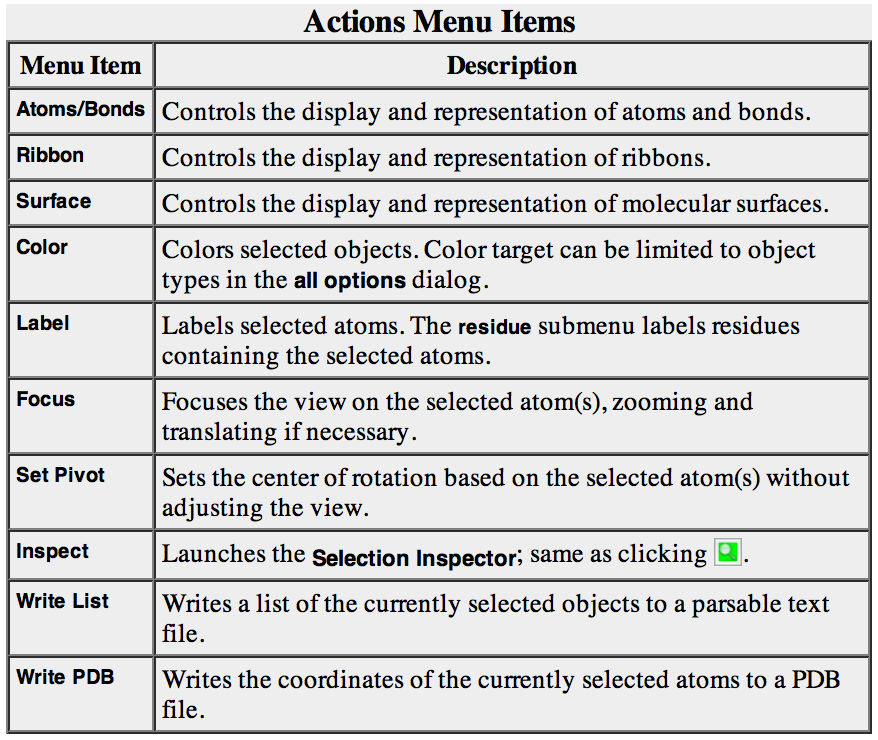 Actions Menu Items
Menu Item Description
Atoms/Bonds Controls the display and representation of atoms and bonds.
Ribbon Controls the display and representation of ribbons.
Surface Controls the display and representation of molecular surfaces.
Color Colors selected objects. Color target can be limited to object
types in the all options dialog.
Label Labels selected atoms. The residue submenu labels residues
containing the selected atoms.
Focus Focuses the view on the selected atom(s), zooming and
translating if necessary.
Set Pivot Sets the center of rotation based on the selected atom(s) without
adjusting the view.
Inspect Launches the Selection Inspector; same as clicking .
Write List Writes a list of the currently selected objects to a parsable text
file.
Write PDB Writes the coordinates of the currently selected atoms to a PDB
file.